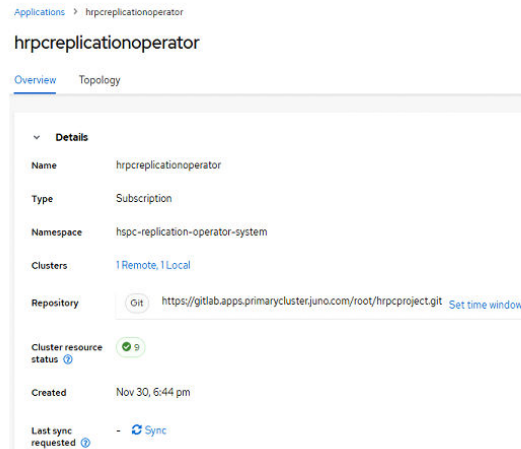 Applications > hrpcreplicationoperator
hrpcreplicationoperator
Overview Topology
Details
Name hrpcreplicationoperator
Type Subscription
Namespace hspc-replication-operator-system
Clusters 1 Remote, 1 Local
Repository Git https://gitlab.apps.primarycluster.juno.com/root/hrpcproject.git Set time window
Cluster resource
status 9
Created Nov 30, 6:44 pm
Last sync
requested - Sync